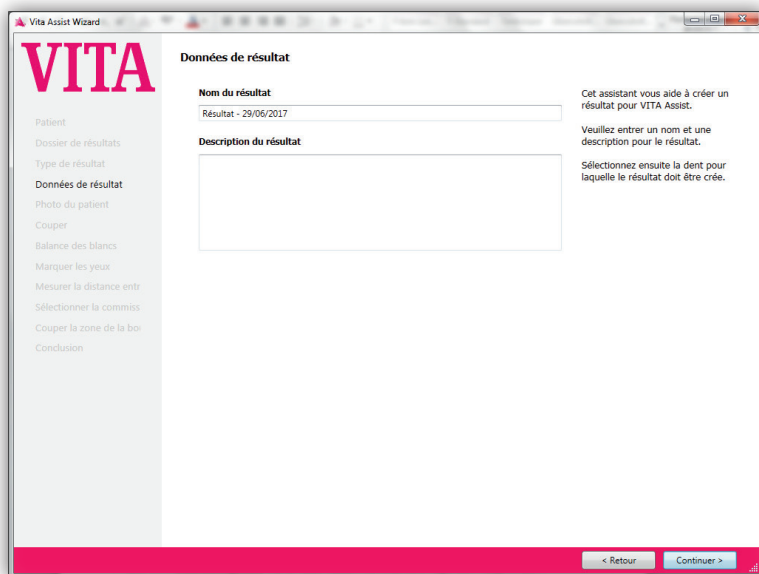 Vita Assist Wizard
VITA
Patient
Dossier de résultats
Type de résultat
Données de résultat
Photo du patient
Couper
Balance des blancs
Marquer les yeux
Mesurer la distance entr
Sélectionner la commiss
Couper la zone de la bo
Conclusion
Données de résultat
Nom du résultat
Résultat - 29/06/2017
Description du résultat
Cet assistant vous aide à créer un
résultat pour VITA Assist.
Veuillez entrer un nom et une
description pour le résultat.
Sélectionnez ensuite la dent pour
laquelle le résultat doit être crée.
< Retour
Continuer >